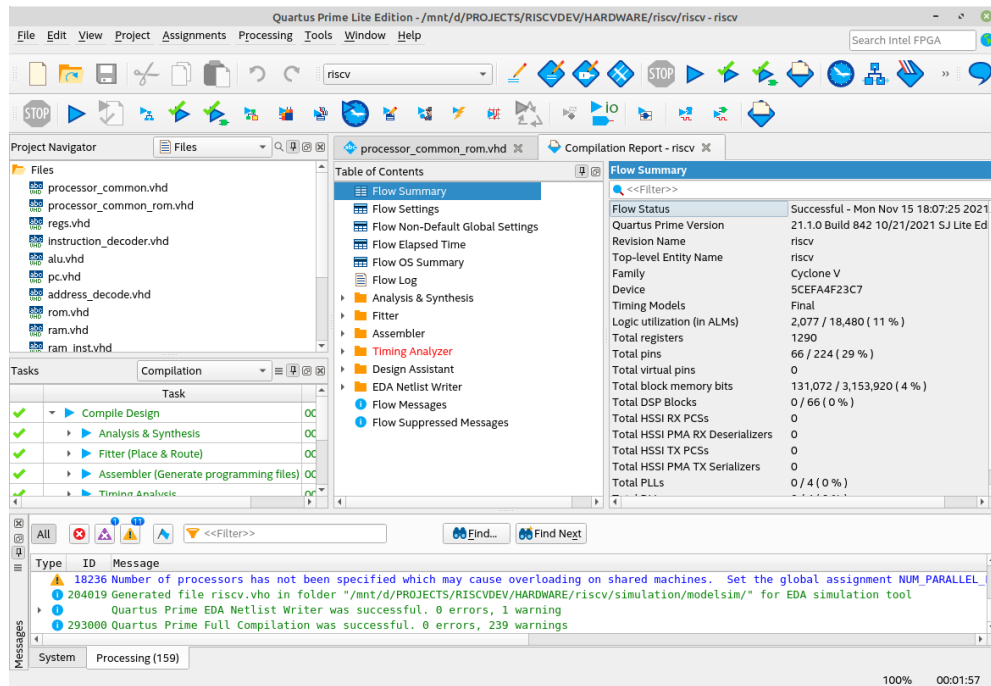 Quartus Prime Lite Edition - /mnt/d/PROJECTS/RISCVDEV/HARDWARE/riscv/riscv - riscv
File Edit View Project Assignments Processing Tools Window Help
Search Intel FPGA
riscv
STOP
»
STOP
io
Project Navigator
Files
processor_common_rom.vhd
Compilation Report - riscv
Files
processor_common.vhd
processor_common_rom.vhd
regs.vhd
instruction_decoder.vhd
alu.vhd
pc.vhd
address_decode.vhd
rom.vhd
ram.vhd
ram_inst.vhd
Tasks
Compilation
Task
Compile Design 00
Analysis & Synthesis 00
Fitter (Place & Route) 00
Assembler (Generate programming files) 00
Timing Analysis 00
Table of Contents
Flow Summary
Flow Settings
Flow Non-Default Global Settings
Flow Elapsed Time
Flow OS Summary
Flow Log
Analysis & Synthesis
Fitter
Assembler
Timing Analyzer
Design Assistant
EDA Netlist Writer
Flow Messages
Flow Suppressed Messages
Flow Summary
<<Filter>>
Flow Status Successful - Mon Nov 15 18:07:25 2021
Quartus Prime Version 21.1.0 Build 842 10/21/2021 SJ Lite Ed
Revision Name riscv
Top-level Entity Name riscv
Family Cyclone V
Device 5CEFA4F23C7
Timing Models Final
Logic utilization (in ALMs) 2,077 / 18,480 ( 11 % )
Total registers 1290
Total pins 66 / 224 ( 29 % )
Total virtual pins 0
Total block memory bits 131,072 / 3,153,920 ( 4 % )
Total DSP Blocks 0 / 66 ( 0 % )
Total HSSI RX PCSs 0
Total HSSI PMA RX Deserializers 0
Total HSSI TX PCSs 0
Total HSSI PMA TX Serializers 0
Total PLLs 0 / 4 ( 0 % )
Messages
All 1 11 <<Filter>> Find... Find Next
Type ID Message
18236 Number of processors has not been specified which may cause overloading on shared machines. Set the global assignment NUM_PARALLEL_
204019 Generated file riscv.vho in folder "/mnt/d/PROJECTS/RISCVDEV/HARDWARE/riscv/simulation/modelsim/" for EDA simulation tool
Quartus Prime EDA Netlist Writer was successful. 0 errors, 1 warning
293000 Quartus Prime Full Compilation was successful. 0 errors, 239 warnings
System Processing (159)
100% 00:01:57